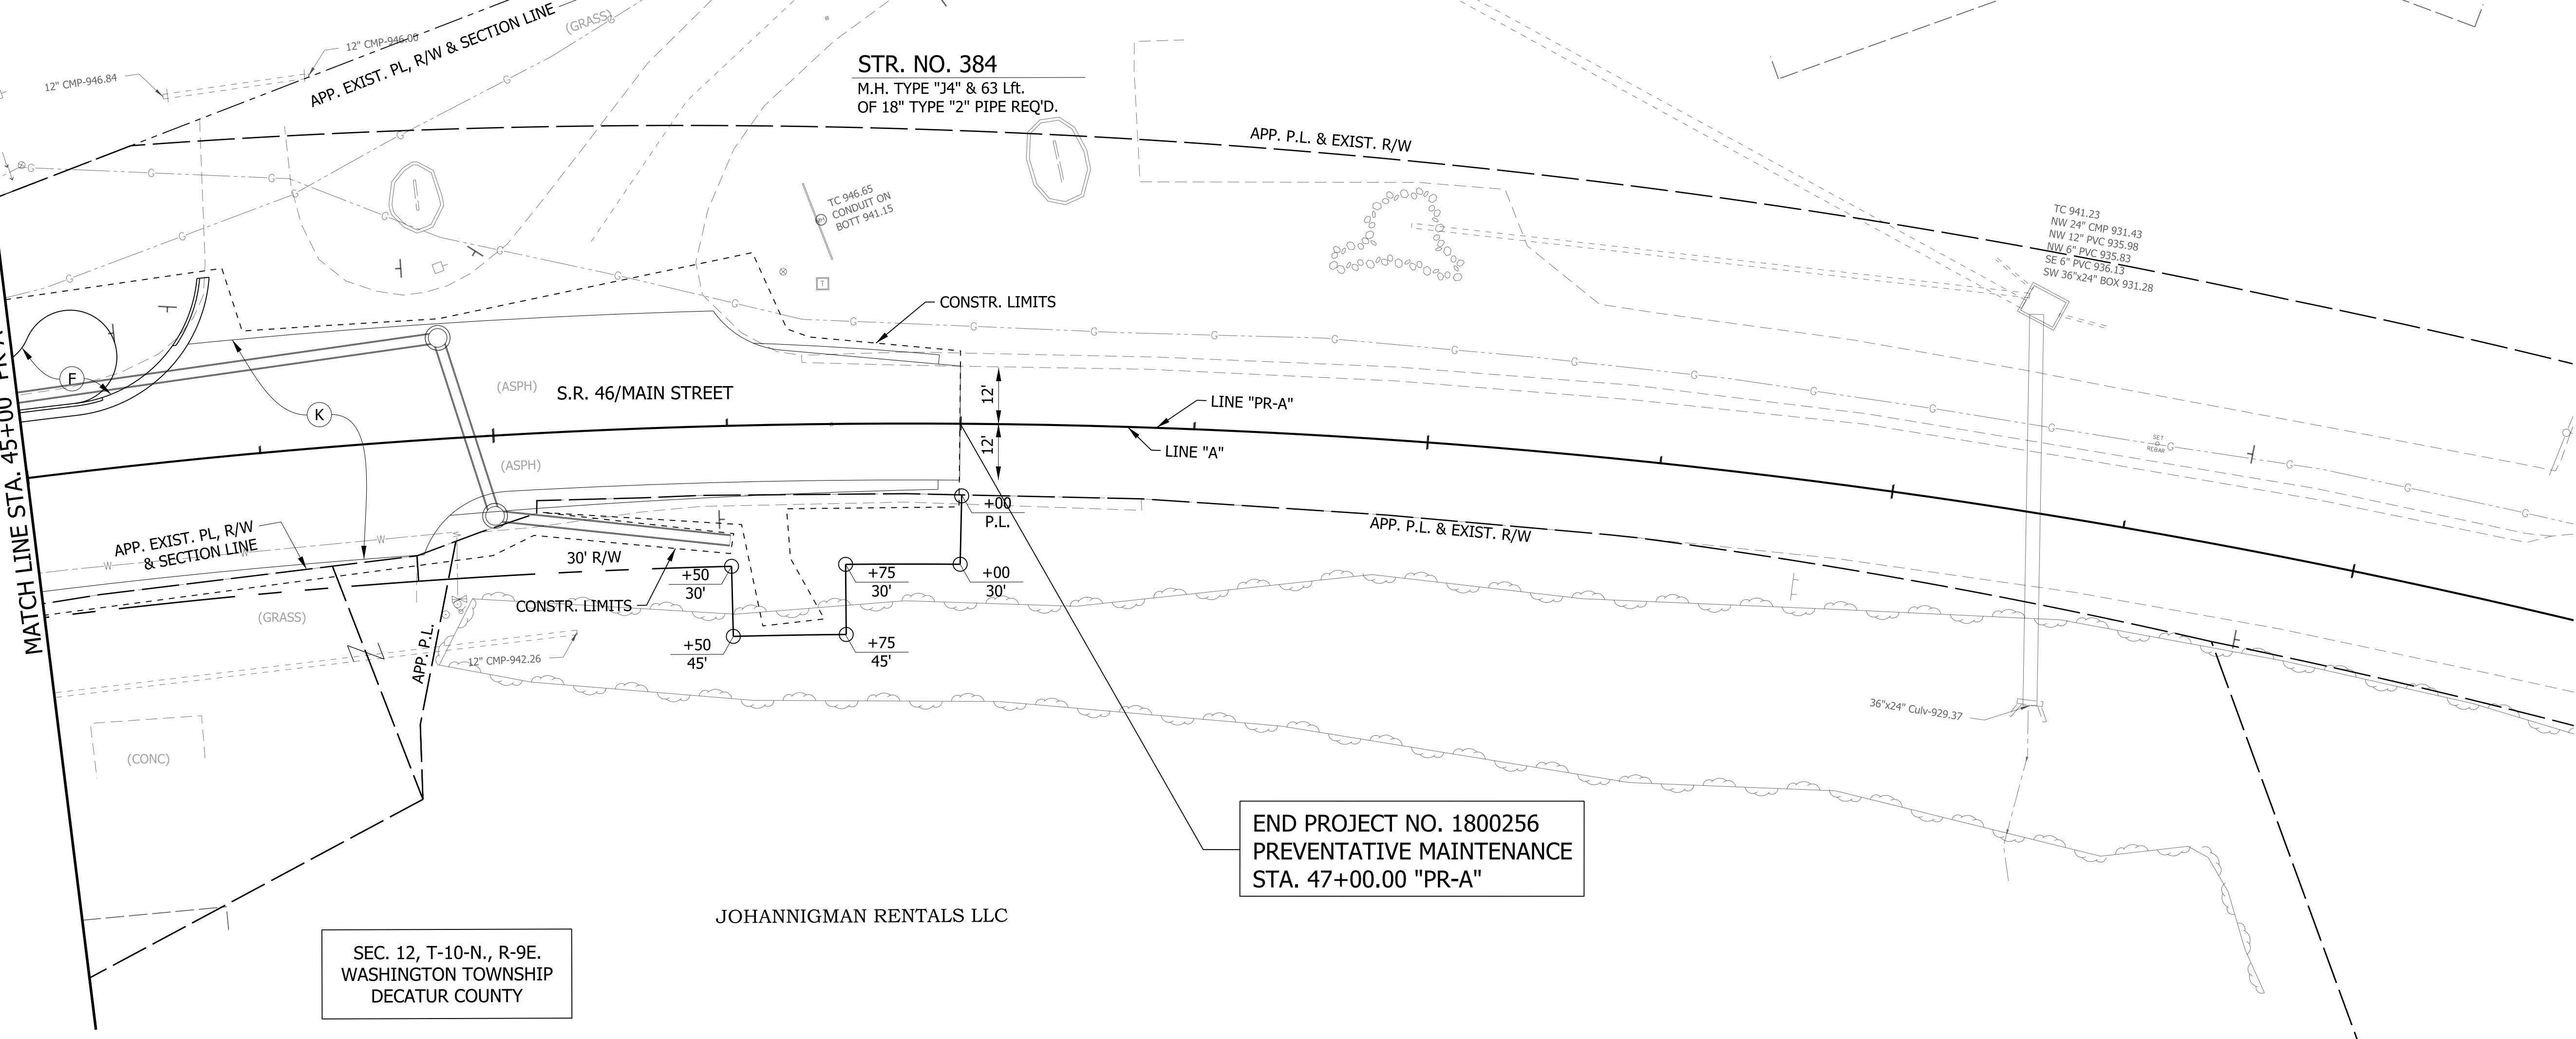 12" CMP-946.00
12" CMP-946.84
APP. EXIST. PL, R/W & SECTION LINE
(GRASS)
STR. NO. 384
M.H. TYPE "J4" & 63 Lft.
OF 18" TYPE "2" PIPE REQ'D.
APP. P.L. & EXIST. R/W
TC 946.65
CONDUIT ON
BOTT 941.15
MH
T
TC 941.23
NW 24" CMP 931.43
NW 12" PVC 935.98
NW 6" PVC 935.83
SE 6" PVC 936.13
SW 36"x24" BOX 931.28
CONSTR. LIMITS
F
K
(ASPH)
S.R. 46/MAIN STREET
12'
12'
LINE "PR-A"
LINE "A"
(ASPH)
SET
REBAR
MATCH LINE STA. 45+00
APP. EXIST. PL, R/W
& SECTION LINE
+00
P.L.
APP. P.L. & EXIST. R/W
30' R/W
+50
30'
+75
30'
+00
30'
CONSTR. LIMITS
(GRASS)
APP. P.L.
12" CMP-942.26
+50
45'
+75
45'
36"x24" Culv-929.37
(CONC)
END PROJECT NO. 1800256
PREVENTATIVE MAINTENANCE
STA. 47+00.00 "PR-A"
JOHANNIGMAN RENTALS LLC
SEC. 12, T-10-N., R-9E.
WASHINGTON TOWNSHIP
DECATUR COUNTY
G
W